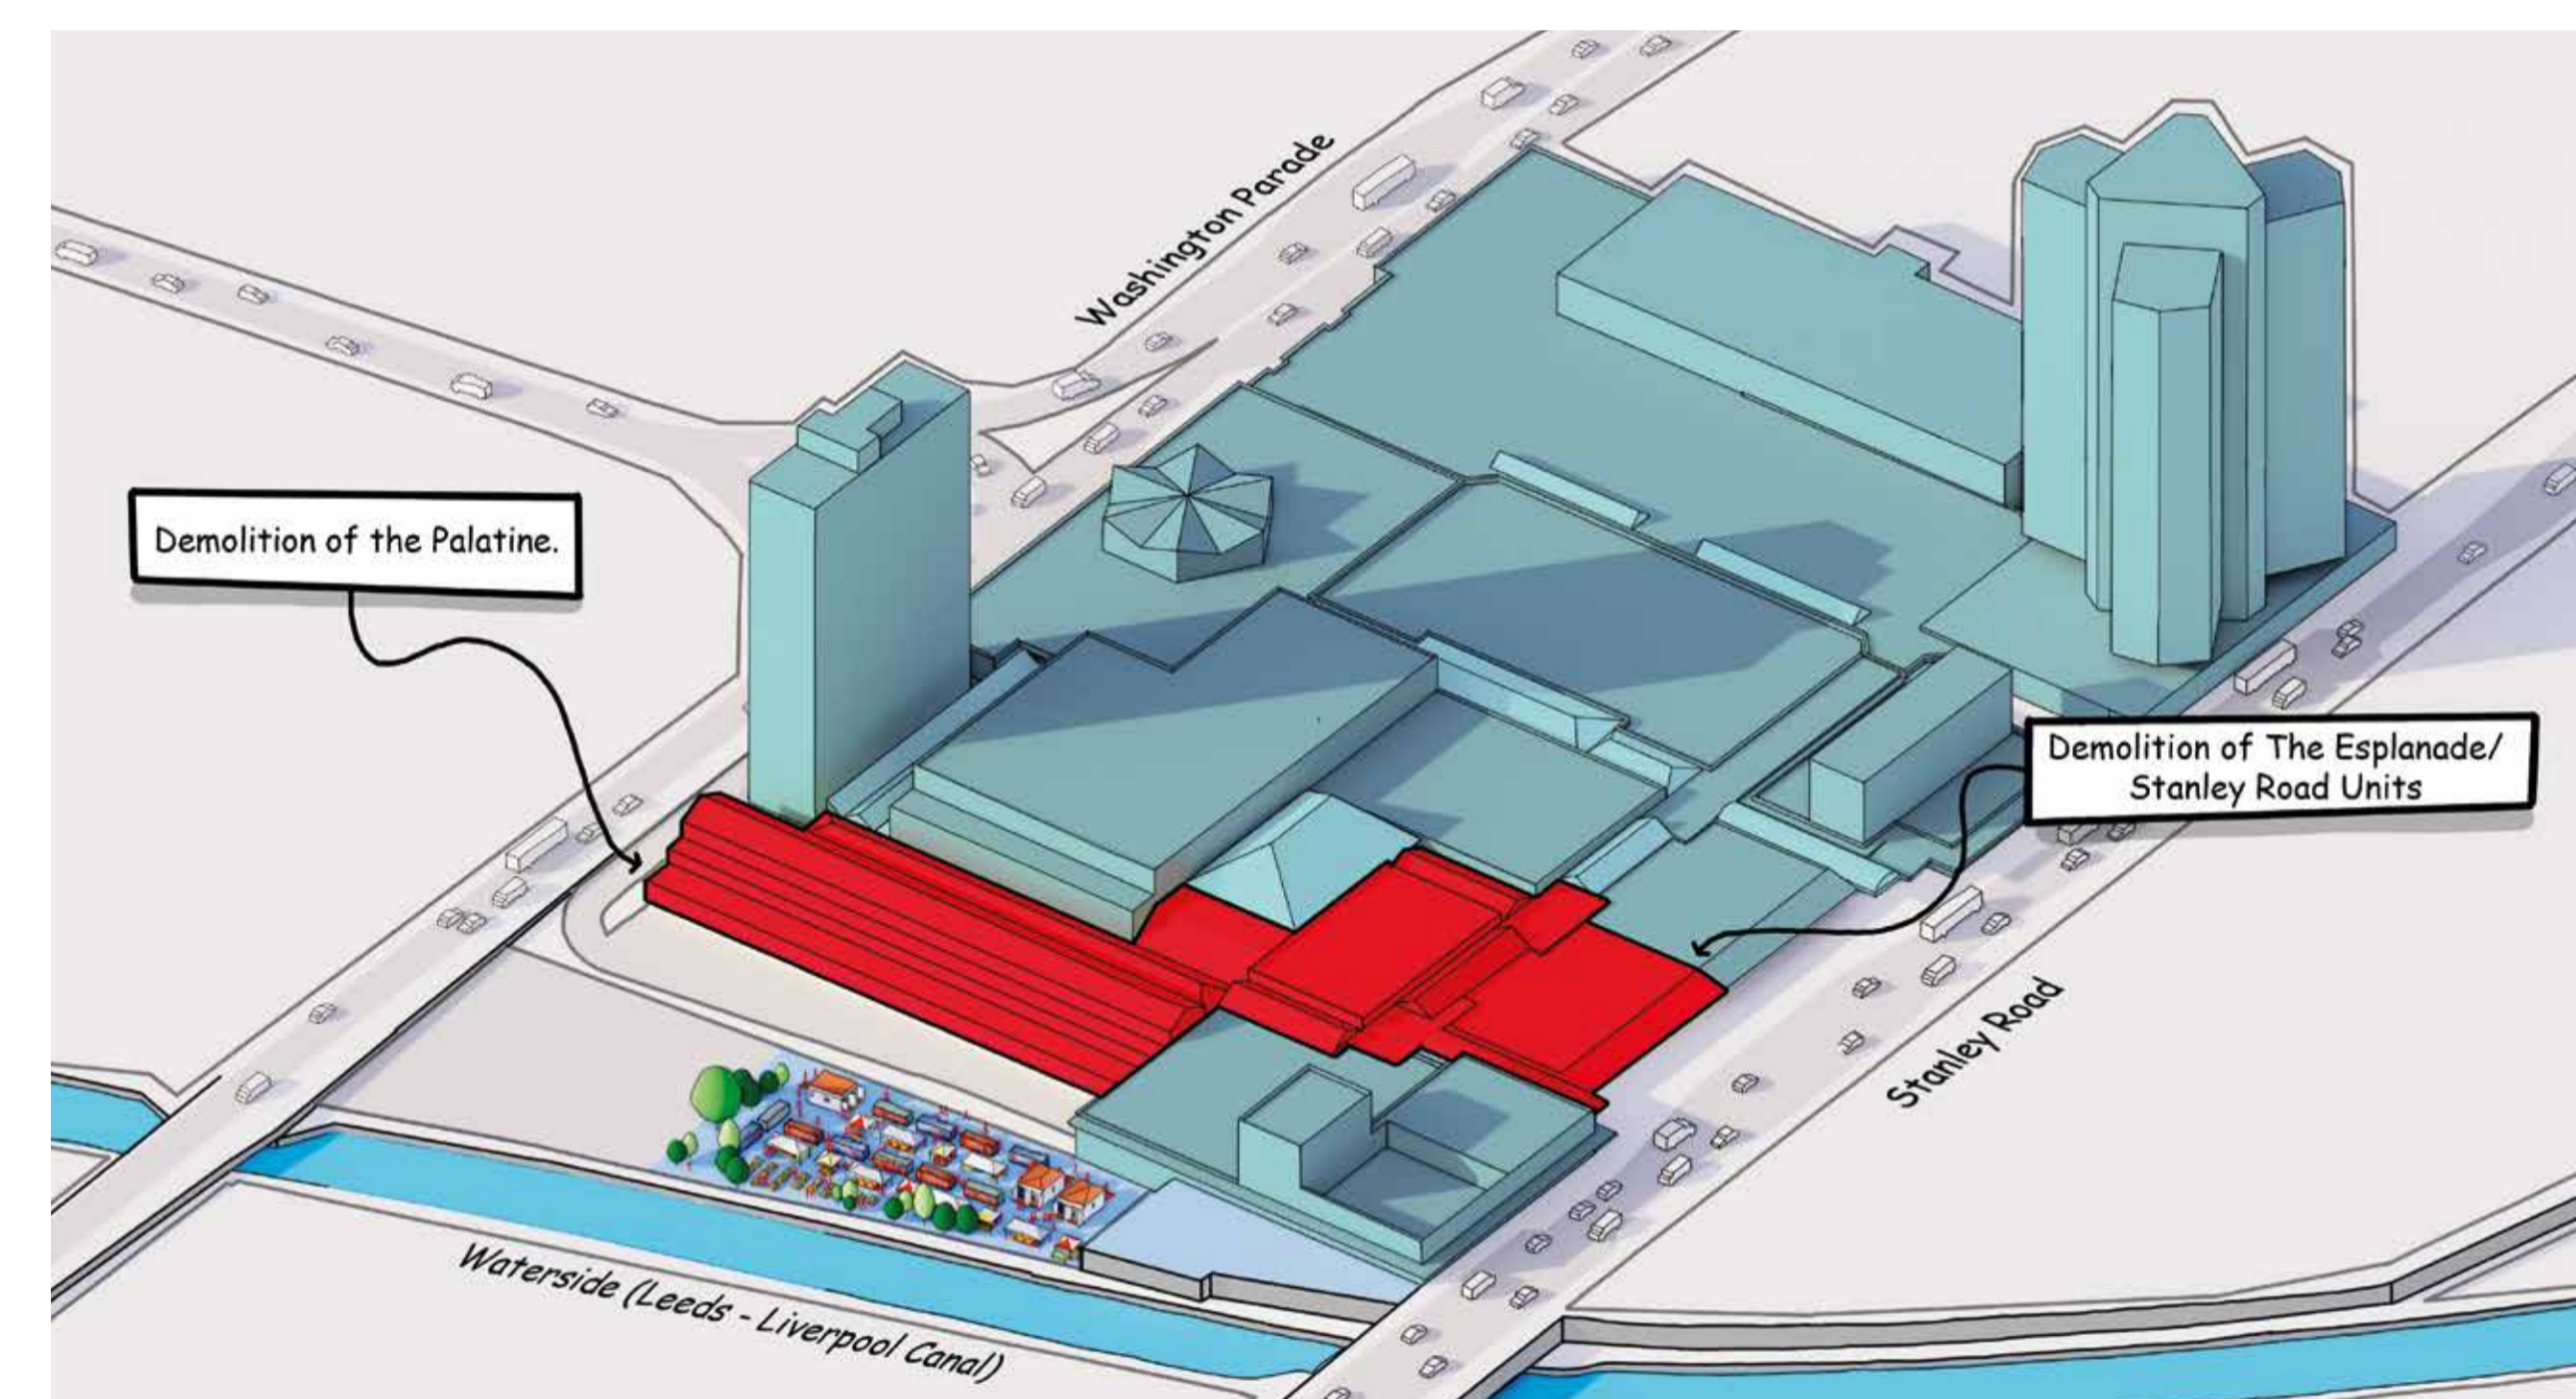 Washington Parade
Demolition of the Palatine.
Demolition of The Esplanade/
Stanley Road Units
Stanley Road
Waterside (Leeds - Liverpool Canal)